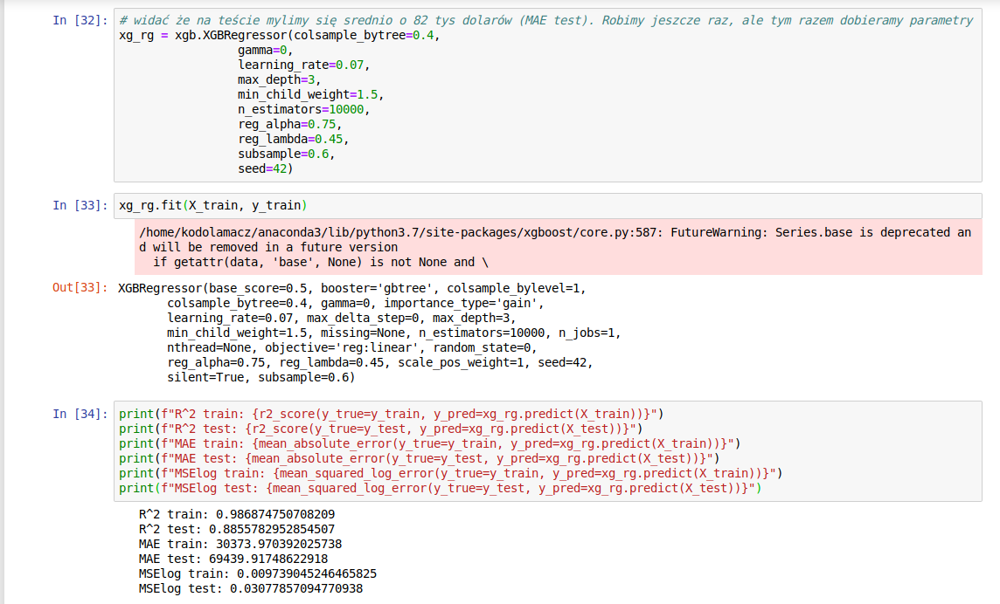 In [32]: # widać że na teście mylimy się srednio o 82 tys dolarów (MAE test). Robimy jeszcze raz, ale tym razem dobieramy parametry
xg_rg = xgb.XGBRegressor(colsample_bytree=0.4,
gamma=0,
learning_rate=0.07,
max_depth=3,
min_child_weight=1.5,
n_estimators=10000,
reg_alpha=0.75,
reg_lambda=0.45,
subsample=0.6,
seed=42)
In [33]: xg_rg.fit(X_train, y_train)
/home/kodolamacz/anaconda3/lib/python3.7/site-packages/xgboost/core.py:587: FutureWarning: Series.base is deprecated an
d will be removed in a future version
if getattr(data, 'base', None) is not None and \
Out[33]: XGBRegressor(base_score=0.5, booster='gbtree', colsample_bylevel=1,
colsample_bytree=0.4, gamma=0, importance_type='gain',
learning_rate=0.07, max_delta_step=0, max_depth=3,
min_child_weight=1.5, missing=None, n_estimators=10000, n_jobs=1,
nthread=None, objective='reg:linear', random_state=0,
reg_alpha=0.75, reg_lambda=0.45, scale_pos_weight=1, seed=42,
silent=True, subsample=0.6)
In [34]: print(f"R^2 train: {r2_score(y_true=y_train, y_pred=xg_rg.predict(X_train))}")
print(f"R^2 test: {r2_score(y_true=y_test, y_pred=xg_rg.predict(X_test))}")
print(f"MAE train: {mean_absolute_error(y_true=y_train, y_pred=xg_rg.predict(X_train))}")
print(f"MAE test: {mean_absolute_error(y_true=y_test, y_pred=xg_rg.predict(X_test))}")
print(f"MSElog train: {mean_squared_log_error(y_true=y_train, y_pred=xg_rg.predict(X_train))}")
print(f"MSElog test: {mean_squared_log_error(y_true=y_test, y_pred=xg_rg.predict(X_test))}")
R^2 train: 0.986874750708209
R^2 test: 0.8855782952854507
MAE train: 30373.970392025738
MAE test: 69439.91748622918
MSElog train: 0.009739045246465825
MSElog test: 0.03077857094770938